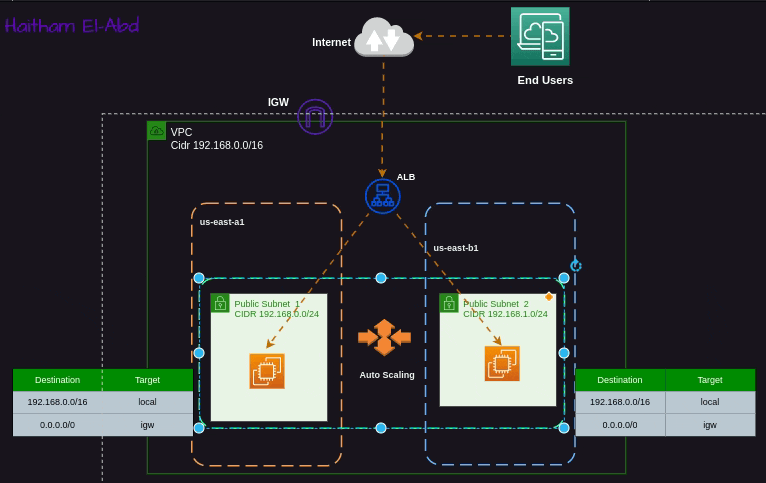 Haitham El-Abd
Internet
End Users
IGW
VPC
Cidr 192.168.0.0/16
ALB
us-east-a1
us-east-b1
Public Subnet 1
CIDR 192.168.0.0/24
Public Subnet 2
CIDR 192.168.1.0/24
Auto Scaling
Destination Target
192.168.0.0/16 local
0.0.0.0/0 igw
Destination Target
192.168.0.0/16 local
0.0.0.0/0 igw